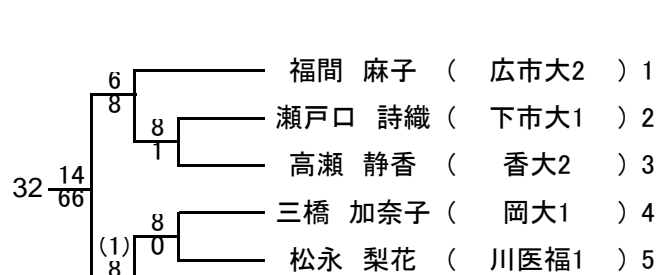 福間 麻子 ( 広市大2 ) 1
6
8
瀬戸口 詩織 ( 下市大1 ) 2
8
1
高瀬 静香 ( 香大2 ) 3
32
14
66
三橋 加奈子 ( 岡大1 ) 4
8
0
(1)
8
松永 梨花 ( 川医福1 ) 5